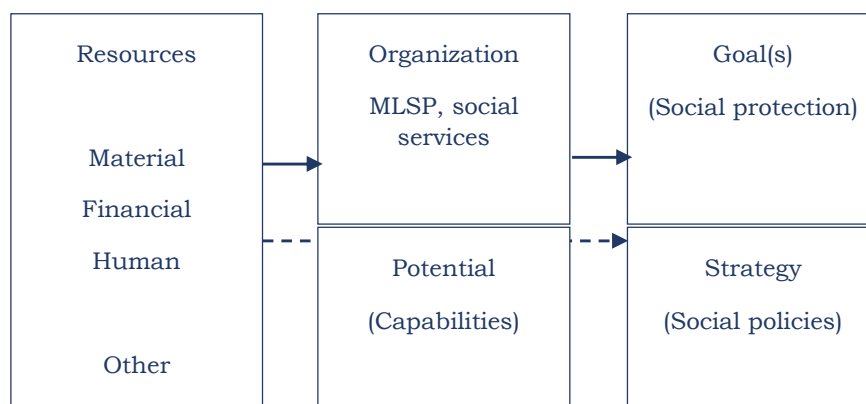 Resources
Material
Financial
Human
Other
Organization
MLSP, social
services
Potential
(Capabilities)
Goal(s)
(Social protection)
Strategy
(Social policies)